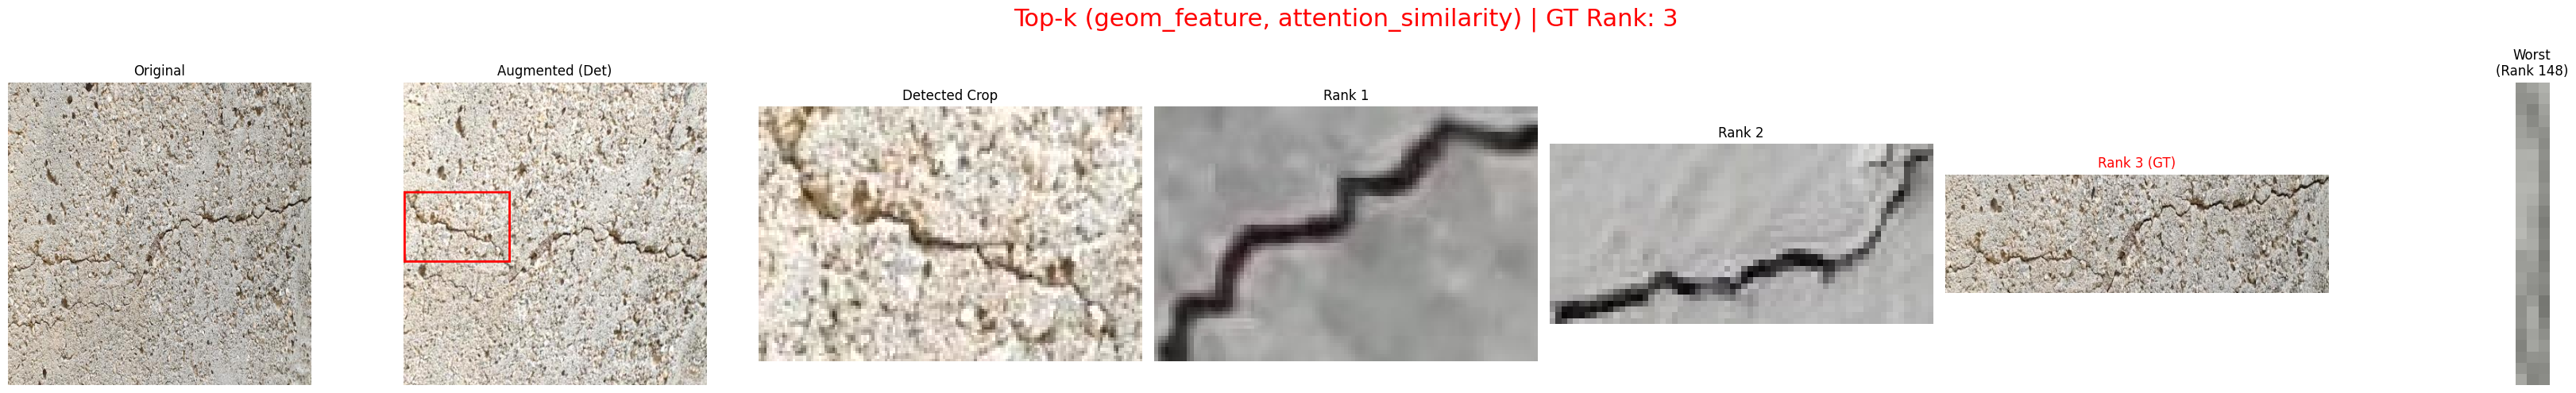 Top-k (geom_feature, attention_similarity) | GT Rank: 3
Original
Augmented (Det)
Detected Crop
Rank 1
Rank 2
Rank 3 (GT)
Worst
(Rank 148)